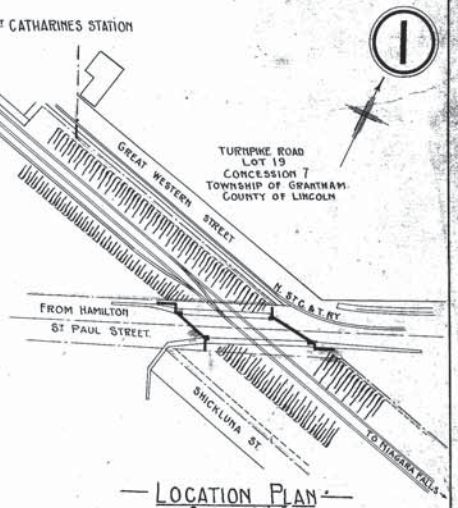 ST CATHARINES STATION
1
TURNPIKE ROAD
LOT 19
CONCESSION 7
TOWNSHIP OF GRANTHAM.
COUNTY OF LINCOLN
GREAT WESTERN STREET
N. ST C. & T. RY
FROM HAMILTON
ST PAUL STREET.
SHICKLUNA ST.
TO NIAGARA FALLS
LOCATION PLAN